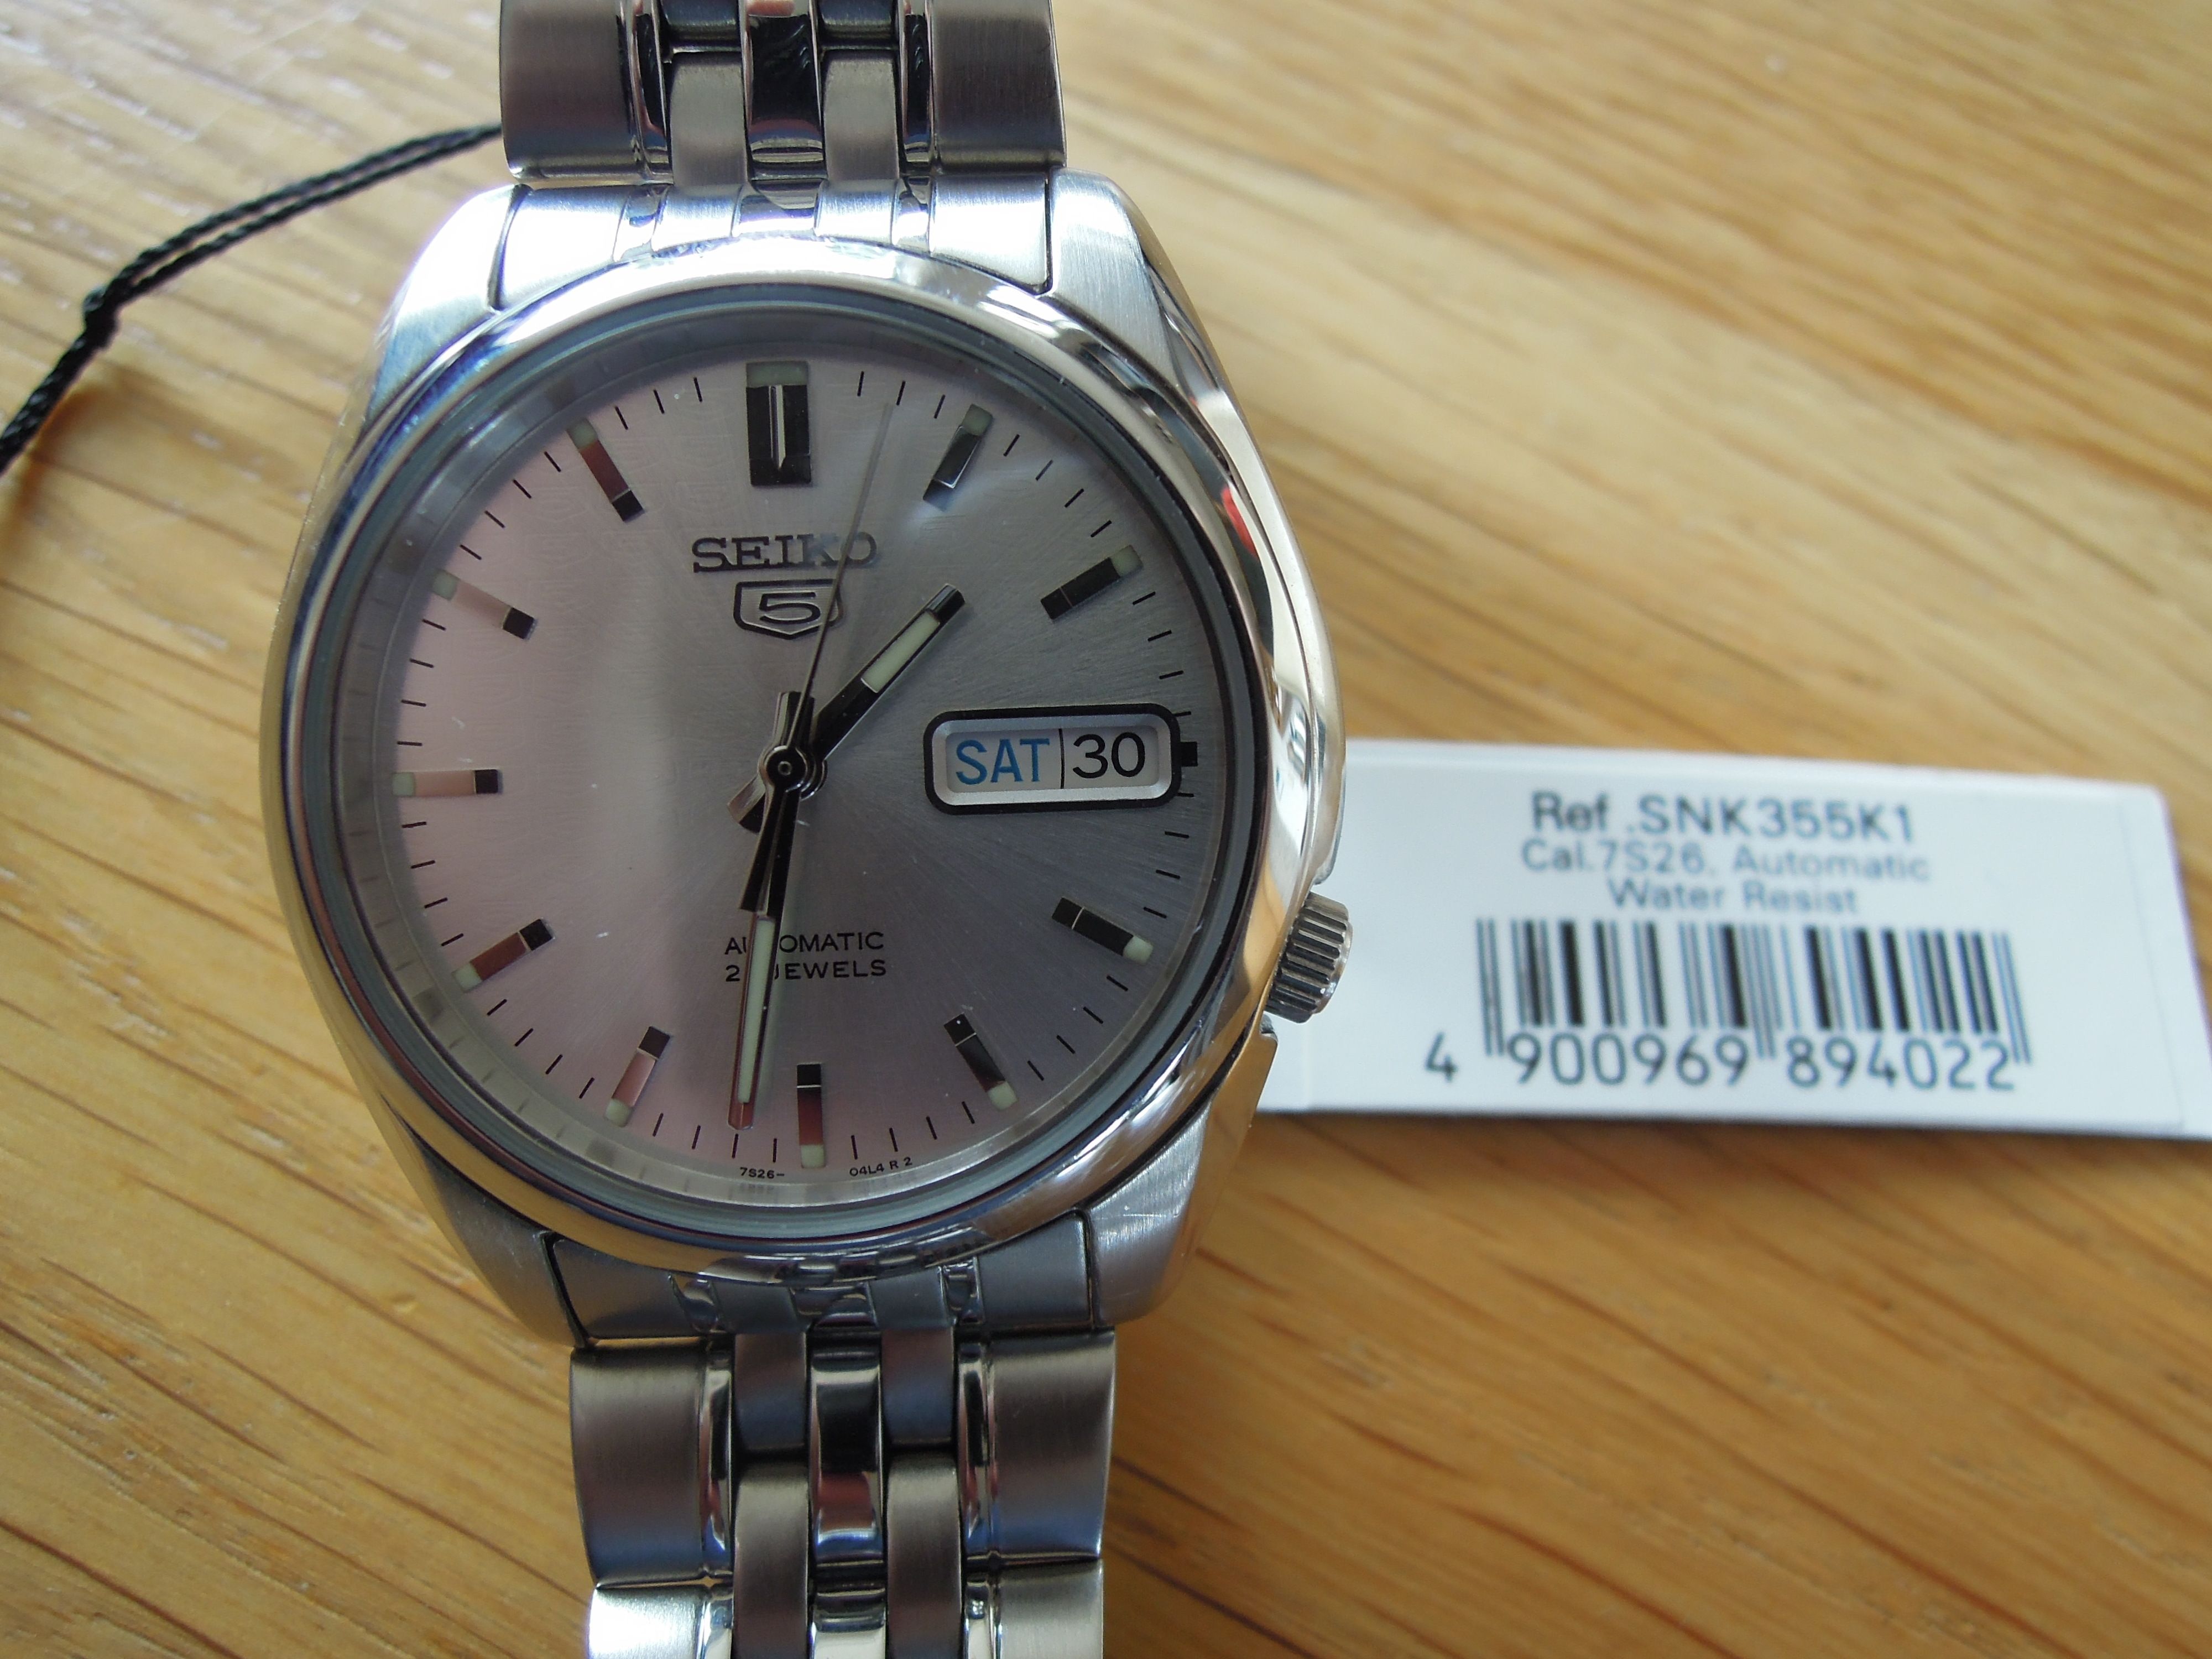 SEIKO
5
SAT 30
AUTOMATIC
2 JEWELS
7S26-
04L4 R 2
Ref.SNK355K1
Cal.7S26. Automatic
Water Resist
4 900969 894022